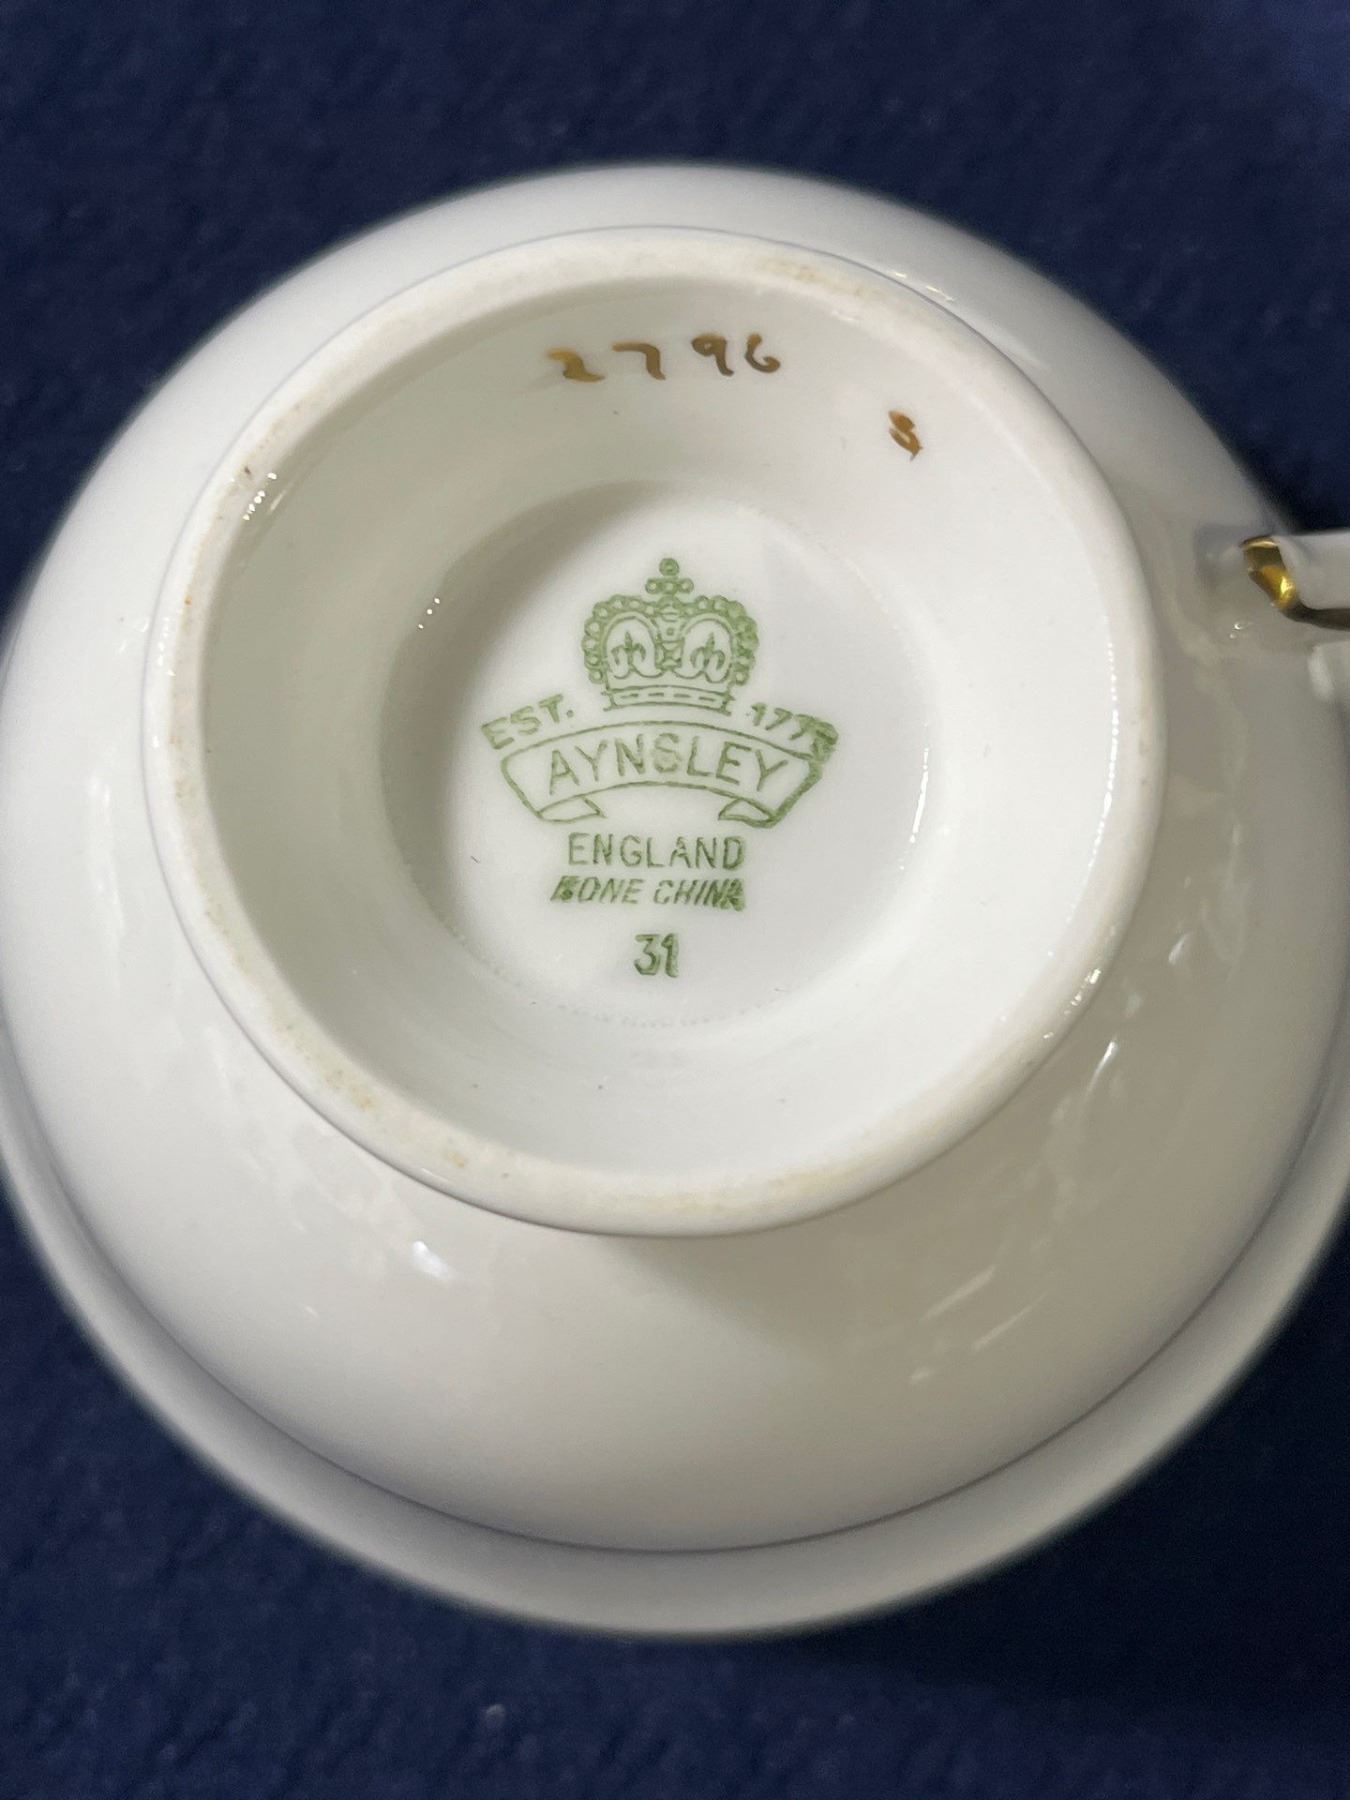 2796
S
EST. 1775
AYNSLEY
ENGLAND
BONE CHINA
31